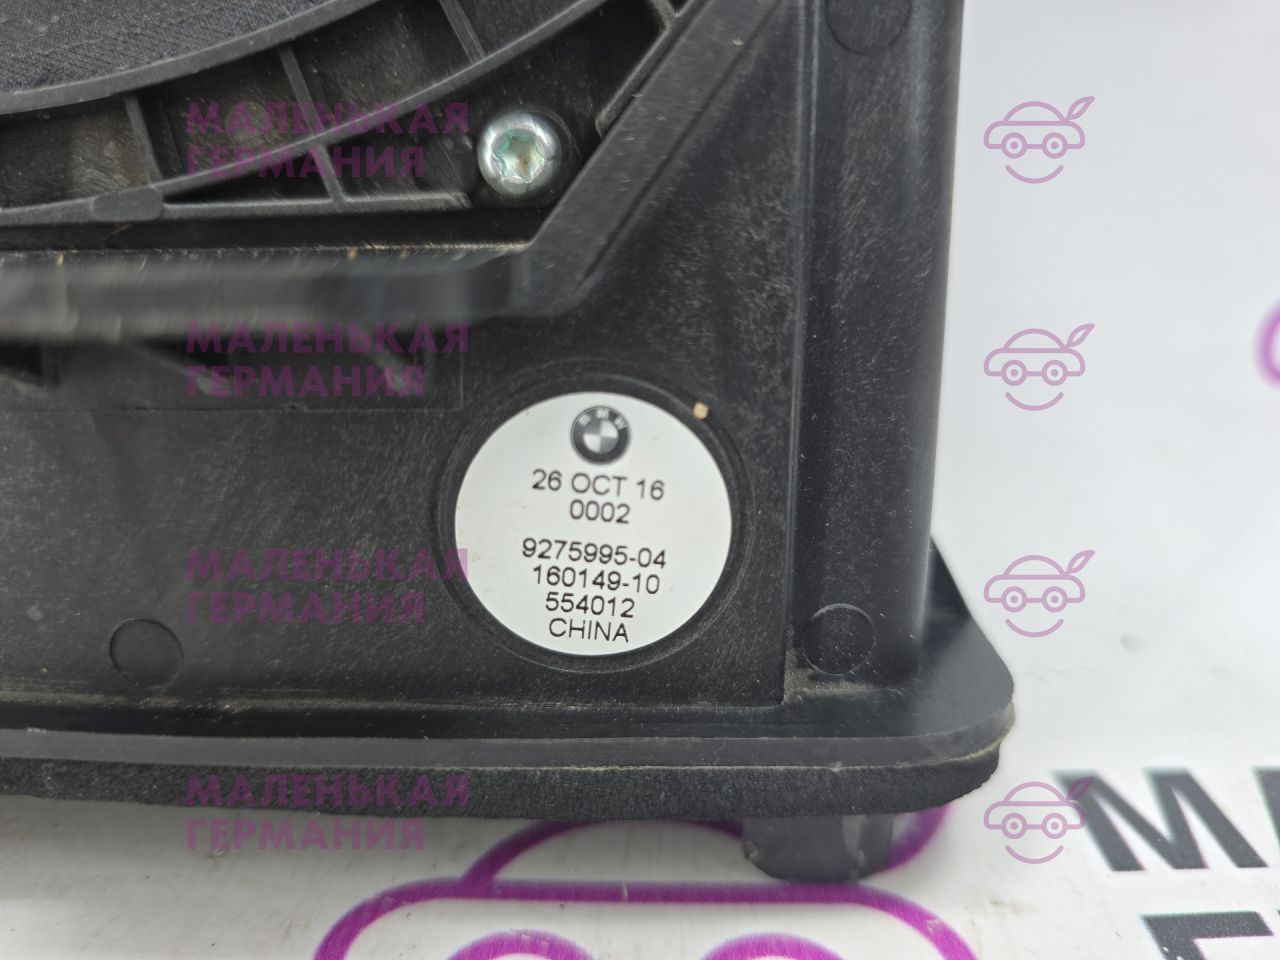 МАЛЕНЬКАЯ
ГЕРМАНИЯ
МАЛЕНЬКАЯ
ГЕРМАНИЯ
BMW
26 OCT 16
0002
9275995-04
160149-10
554012
CHINA
МАЛЕНЬКАЯ
ГЕРМАНИЯ
МАЛЕНЬКАЯ
ГЕРМАНИЯ